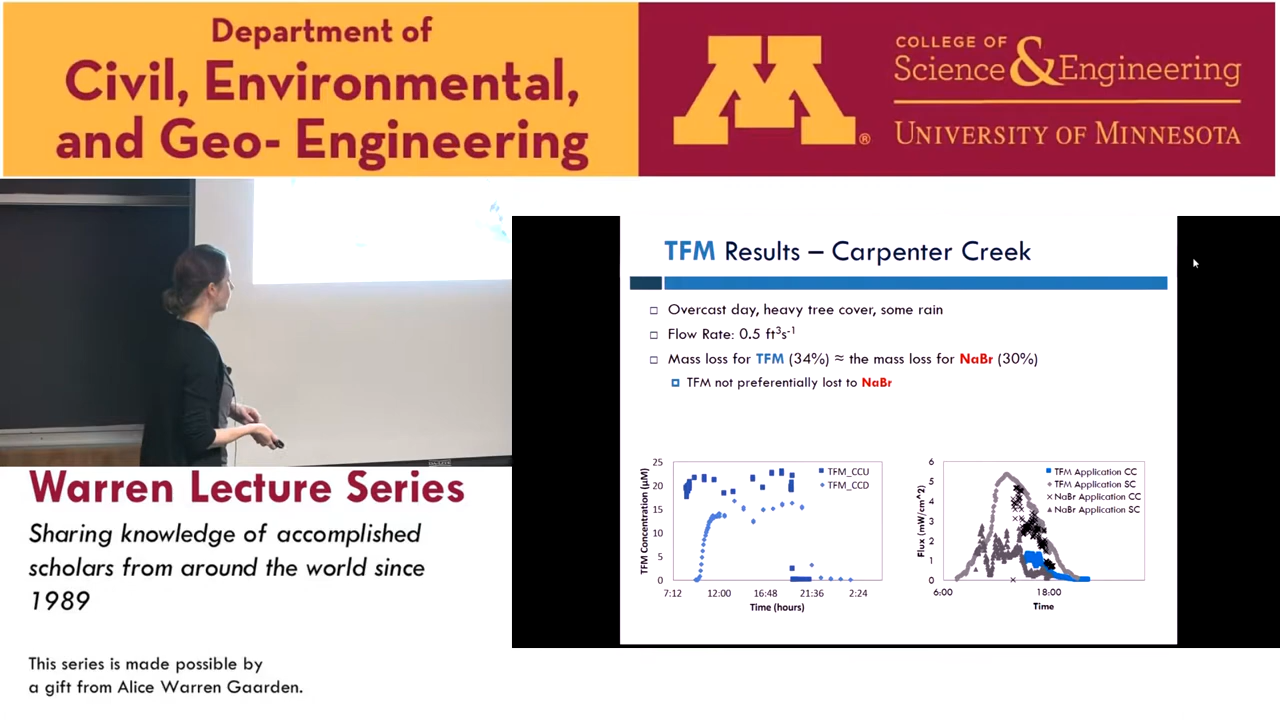 Department of
Civil, Environmental,
and Geo- Engineering
M®
COLLEGE OF
Science & Engineering
UNIVERSITY OF MINNESOTA
TFM Results – Carpenter Creek
Overcast day, heavy tree cover, some rain
Flow Rate: 0.5 ft³s⁻¹
Mass loss for TFM (34%) ≈ the mass loss for NaBr (30%)
TFM not preferentially lost to NaBr
TFM Concentration (µM)
25
20
15
10
5
0
7:12 12:00 16:48 21:36 2:24
Time (hours)
TFM_CCU
TFM_CCD
Flux (mW/cm^2)
6
5
4
3
2
1
0
6:00 18:00
Time
TFM Application CC
TFM Application SC
NaBr Application CC
NaBr Application SC
Warren Lecture Series
Sharing knowledge of accomplished
scholars from around the world since
1989
This series is made possible by
a gift from Alice Warren Gaarden.